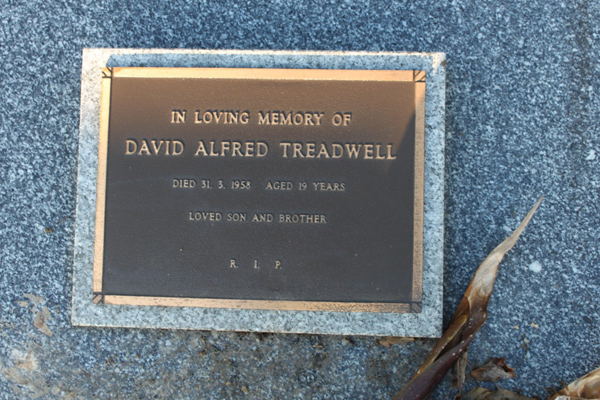 IN LOVING MEMORY OF
DAVID ALFRED TREADWELL
DIED 31. 3. 1958 AGED 19 YEARS
LOVED SON AND BROTHER
R. I. P.